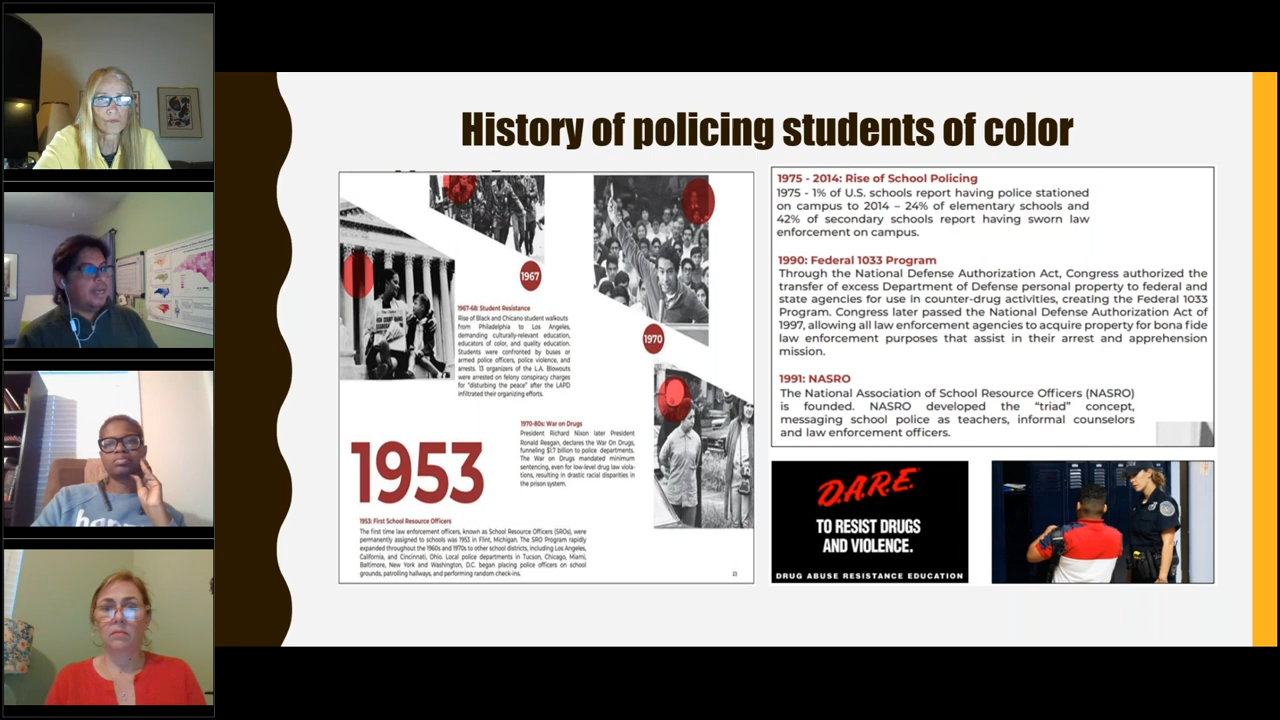 History of policing students of color
1967
1967-68: Student Resistance
Rise of Black and Chicano student walkouts
from Philadelphia to Los Angeles,
demanding culturally-relevant education,
educators of color, and quality education.
Students were confronted by buses or
armed police officers, police violence, and
arrests. 13 organizers of the L.A. Blowouts
were arrested on felony conspiracy charges
for "disturbing the peace" after the LAPD
infiltrated their organizing efforts.
1970
1970-80s: War on Drugs
President Richard Nixon later President
Ronald Reagan, declares the War On Drugs,
funneling $1.7 billion to police departments.
The War on Drugs mandated minimum
sentencing, even for low-level drug law viola-
tions, resulting in drastic racial disparities in
the prison system.
1953
1953: First School Resource Officers
The first time law enforcement officers, known as School Resource Officers (SROs), were
permanently assigned to schools was 1953 in Flint, Michigan. The SRO Program rapidly
expanded throughout the 1960s and 1970s to other school districts, including Los Angeles,
California, and Cincinnati, Ohio. Local police departments in Tucson, Chicago, Miami,
Baltimore, New York and Washington, D.C. began placing police officers on school
grounds, patrolling hallways, and performing random check-ins.
23
1975 - 2014: Rise of School Policing
1975 - 1% of U.S. schools report having police stationed
on campus to 2014 – 24% of elementary schools and
42% of secondary schools report having sworn law
enforcement on campus.
1990: Federal 1033 Program
Through the National Defense Authorization Act, Congress authorized the
transfer of excess Department of Defense personal property to federal and
state agencies for use in counter-drug activities, creating the Federal 1033
Program. Congress later passed the National Defense Authorization Act of
1997, allowing all law enforcement agencies to acquire property for bona fide
law enforcement purposes that assist in their arrest and apprehension
mission.
1991: NASRO
The National Association of School Resource Officers (NASRO)
is founded. NASRO developed the "triad" concept,
messaging school police as teachers, informal counselors
and law enforcement officers.
D.A.R.E.
TO RESIST DRUGS
AND VIOLENCE.
DRUG ABUSE RESISTANCE EDUCATION